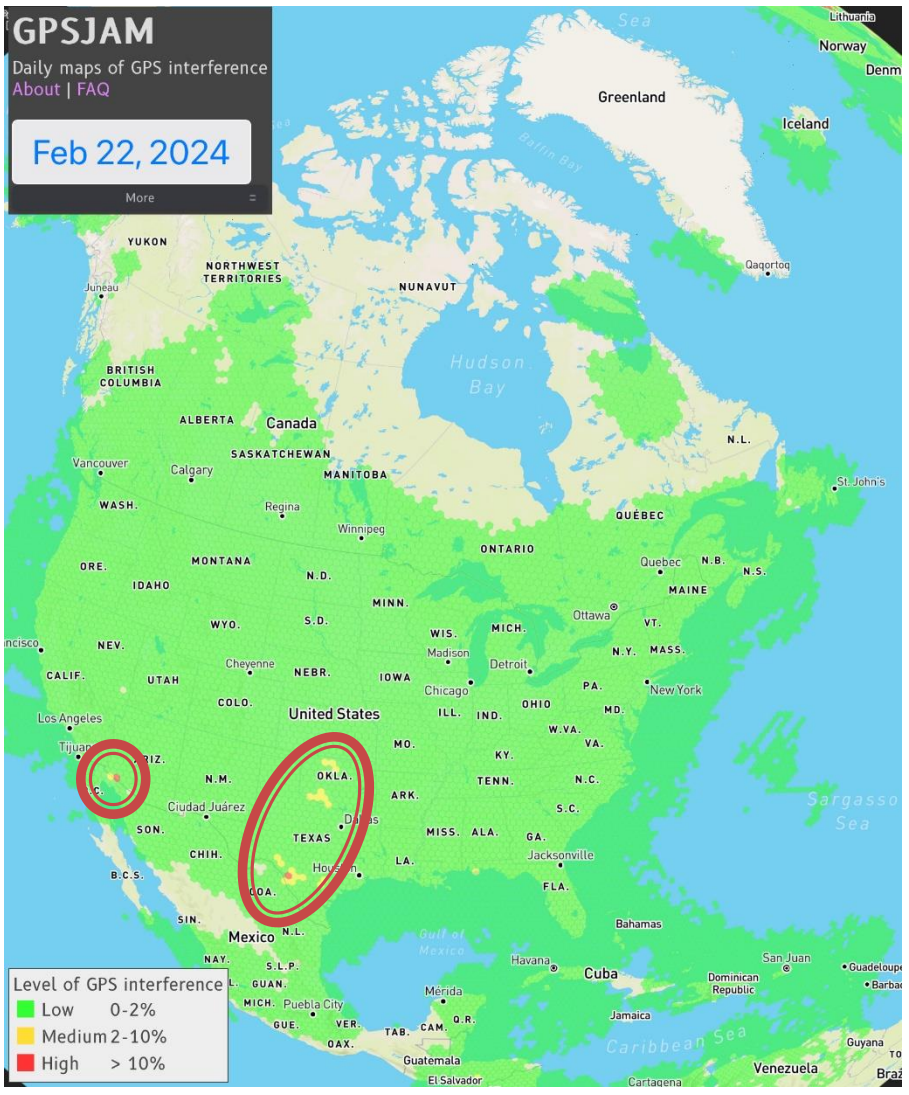 GPSJAM
Daily maps of GPS interference
About | FAQ
Feb 22, 2024
More
Sea
Lithuania
Norway
Denm
Greenland
Iceland
Sea
Baffin Bay
YUKON
NORTHWEST
TERRITORIES
Juneau
NUNAVUT
Qaqortoq
Hudson
Bay
BRITISH
COLUMBIA
ALBERTA
Canada
SASKATCHEWAN
MANITOBA
N.L.
Vancouver
Calgary
St. John's
WASH.
Regina
Winnipeg
QUÉBEC
ONTARIO
ORE.
MONTANA
IDAHO
N.D.
Quebec
N.B.
N.S.
MAINE
MINN.
Ottawa
WYO.
S.D.
WIS.
MICH.
VT.
ncisco
NEV.
Madison
N.Y.
MASS.
Cheyenne
Detroit
CALIF.
UTAH
NEBR.
IOWA
Chicago
PA.
New York
COLO.
OHIO
MD.
Los Angeles
United States
ILL.
IND.
W.VA.
VA.
Tijuan
ARIZ.
MO.
KY.
N.M.
OKLA.
TENN.
N.C.
B.C.
ARK.
Ciudad Juárez
S.C.
Sargasso
Sea
SON.
TEXAS
Dallas
MISS.
ALA.
GA.
CHIH.
LA.
Jacksonville
Houston
B.C.S.
COA.
FLA.
SIN.
Mexico
N.L.
Gulf of
Mexico
Bahamas
NAY.
S.L.P.
Havana
Cuba
San Juan
Guadeloupe
Dominican
Republic
Barbad
L.
GUAN.
Mérida
MICH.
Puebla City
Jamaica
GUE.
VER.
TAB.
CAM.
Q.R.
OAX.
Caribbean Sea
Guyana
Guatemala
El Salvador
Cartagena
Venezuela
TO
Braz
Level of GPS interference
Low 0-2%
Medium 2-10%
High > 10%